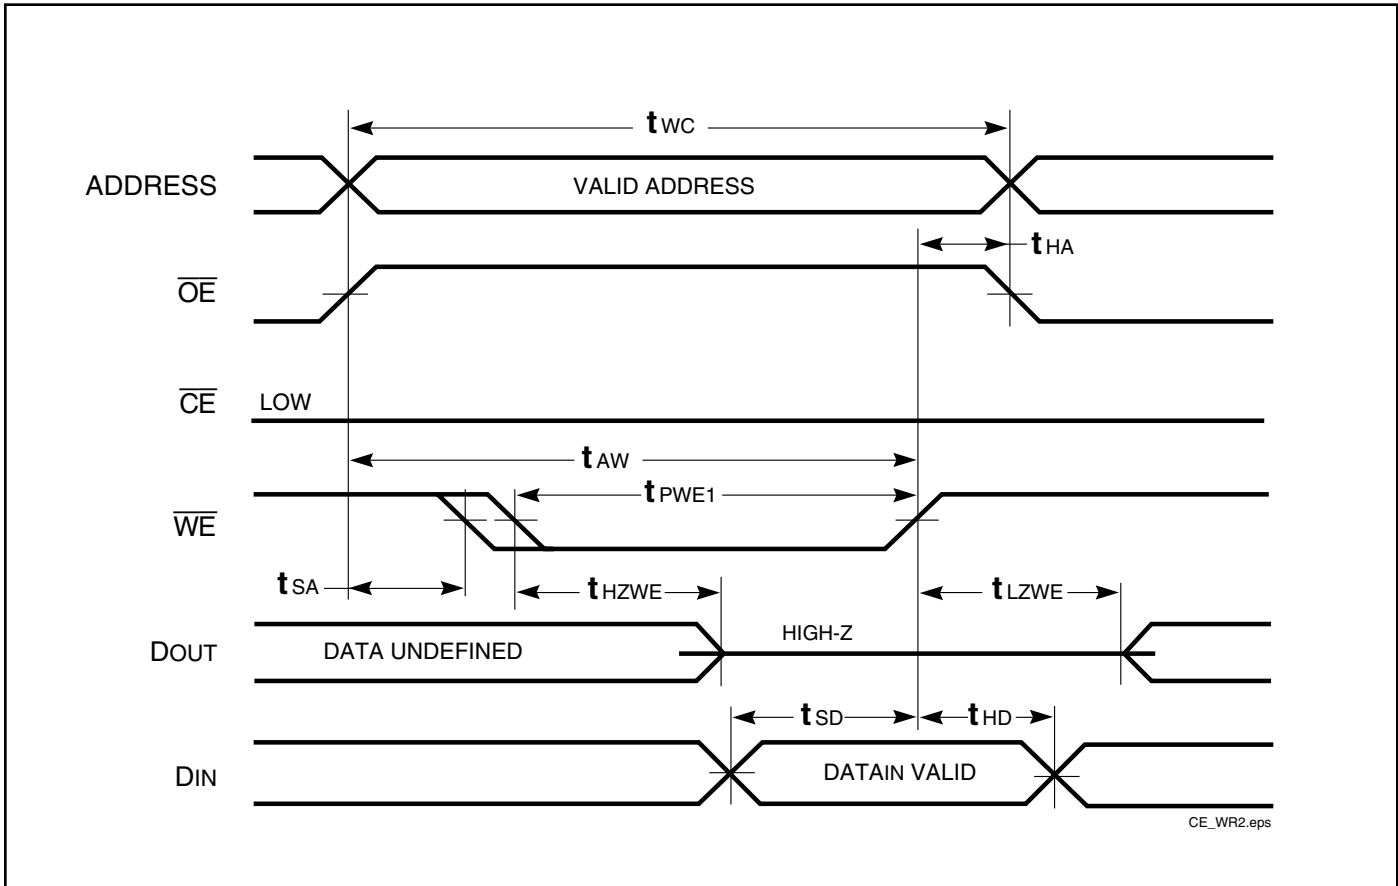 tWC
ADDRESS
VALID ADDRESS
tHA
OE
CE
LOW
tAW
tPWE1
WE
tSA
tHZWE
tLZWE
HIGH-Z
DOUT
DATA UNDEFINED
tSD
tHD
DIN
DATAIN VALID
CE_WR2.eps